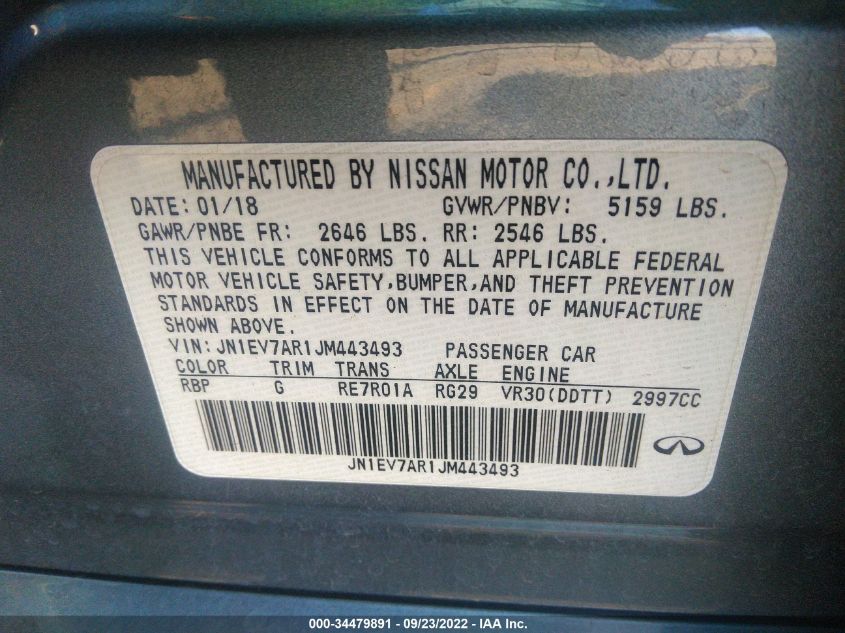 MANUFACTURED BY NISSAN MOTOR CO.,LTD.
DATE: 01/18 GVWR/PNBV: 5159 LBS.
GAWR/PNBE FR: 2646 LBS. RR: 2546 LBS.
THIS VEHICLE CONFORMS TO ALL APPLICABLE FEDERAL
MOTOR VEHICLE SAFETY,BUMPER,AND THEFT PREVENTION
STANDARDS IN EFFECT ON THE DATE OF MANUFACTURE
SHOWN ABOVE.
VIN:JN1EV7AR1JM443493 PASSENGER CAR
COLOR TRIM TRANS AXLE ENGINE
RBP G RE7R01A RG29 VR30(DDTT) 2997CC
JN1EV7AR1JM443493
000-34479891 - 09/23/2022 - IAA Inc.